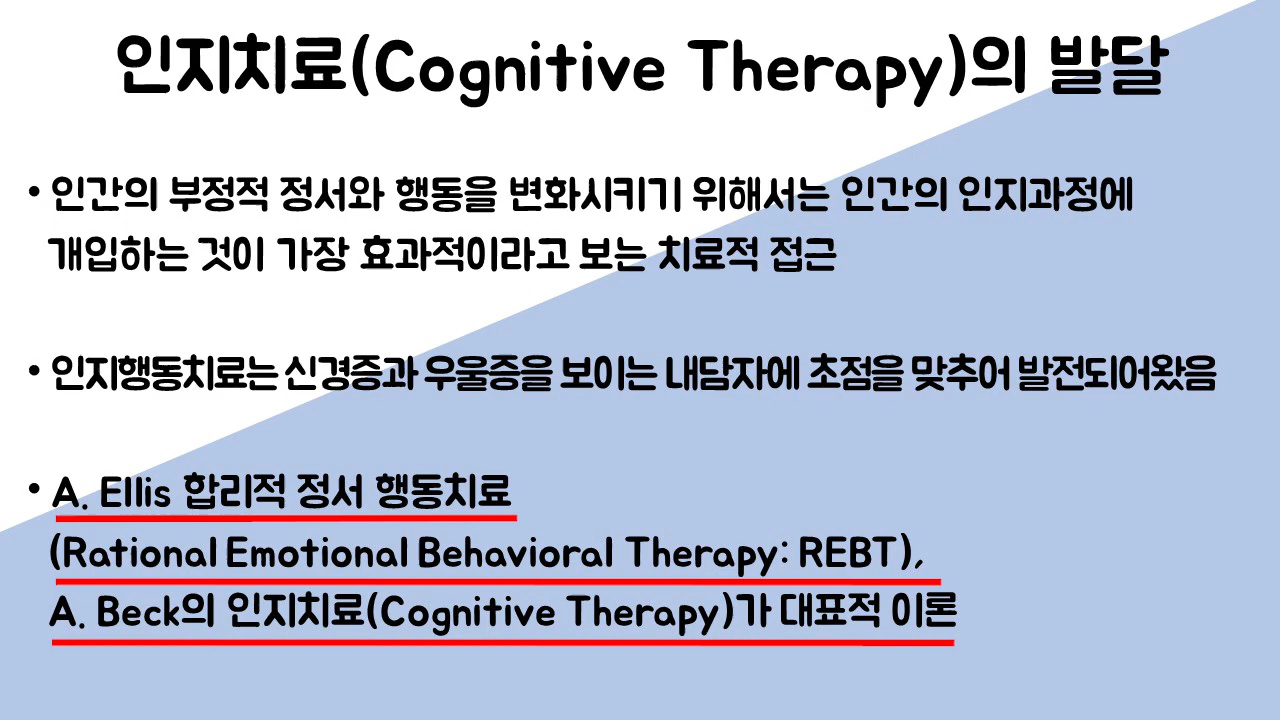 인지치료(Cognitive Therapy)의 발달
• 인간의 부정적 정서와 행동을 변화시키기 위해서는 인간의 인지과정에
개입하는 것이 가장 효과적이라고 보는 치료적 접근
• 인지행동치료는 신경증과 우울증을 보이는 내담자에 초점을 맞추어 발전되어왔음
• A. Ellis 합리적 정서 행동치료
(Rational Emotional Behavioral Therapy: REBT),
A. Beck의 인지치료(Cognitive Therapy)가 대표적 이론